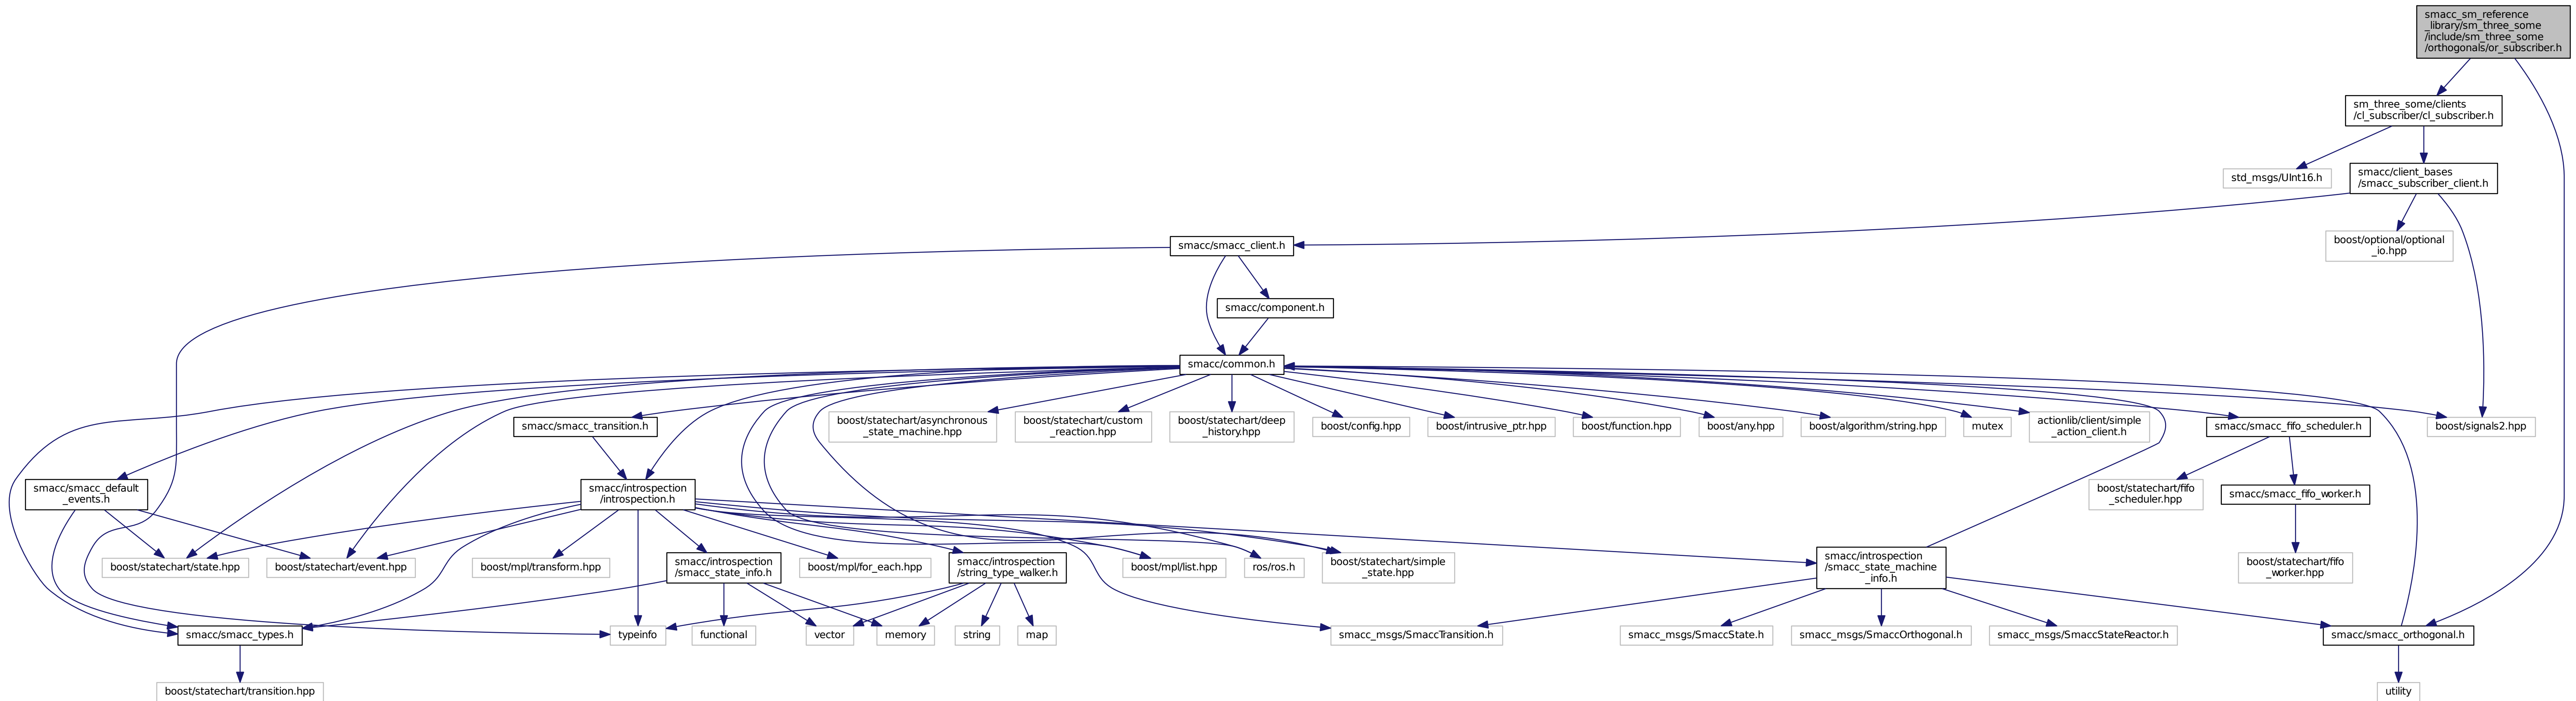 smacc_sm_reference
_library/sm_three_some
/include/sm_three_some
/orthogonals/or_subscriber.h
sm_three_some/clients
/cl_subscriber/cl_subscriber.h
std_msgs/UInt16.h
smacc/client_bases
/smacc_subscriber_client.h
smacc/smacc_client.h
boost/optional/optional
_io.hpp
smacc/component.h
smacc/common.h
smacc/smacc_transition.h
boost/statechart/asynchronous
_state_machine.hpp
boost/statechart/custom
_reaction.hpp
boost/statechart/deep
_history.hpp
boost/config.hpp
boost/intrusive_ptr.hpp
boost/function.hpp
boost/any.hpp
boost/algorithm/string.hpp
mutex
actionlib/client/simple
_action_client.h
smacc/smacc_fifo_scheduler.h
boost/signals2.hpp
smacc/smacc_default
_events.h
smacc/introspection
/introspection.h
boost/statechart/fifo
_scheduler.hpp
smacc/smacc_fifo_worker.h
boost/statechart/state.hpp
boost/statechart/event.hpp
boost/mpl/transform.hpp
smacc/introspection
/smacc_state_info.h
boost/mpl/for_each.hpp
smacc/introspection
/string_type_walker.h
boost/mpl/list.hpp
ros/ros.h
boost/statechart/simple
_state.hpp
smacc/introspection
/smacc_state_machine
_info.h
boost/statechart/fifo
_worker.hpp
smacc/smacc_types.h
typeinfo
functional
vector
memory
string
map
smacc_msgs/SmaccTransition.h
smacc_msgs/SmaccState.h
smacc_msgs/SmaccOrthogonal.h
smacc_msgs/SmaccStateReactor.h
smacc/smacc_orthogonal.h
boost/statechart/transition.hpp
utility